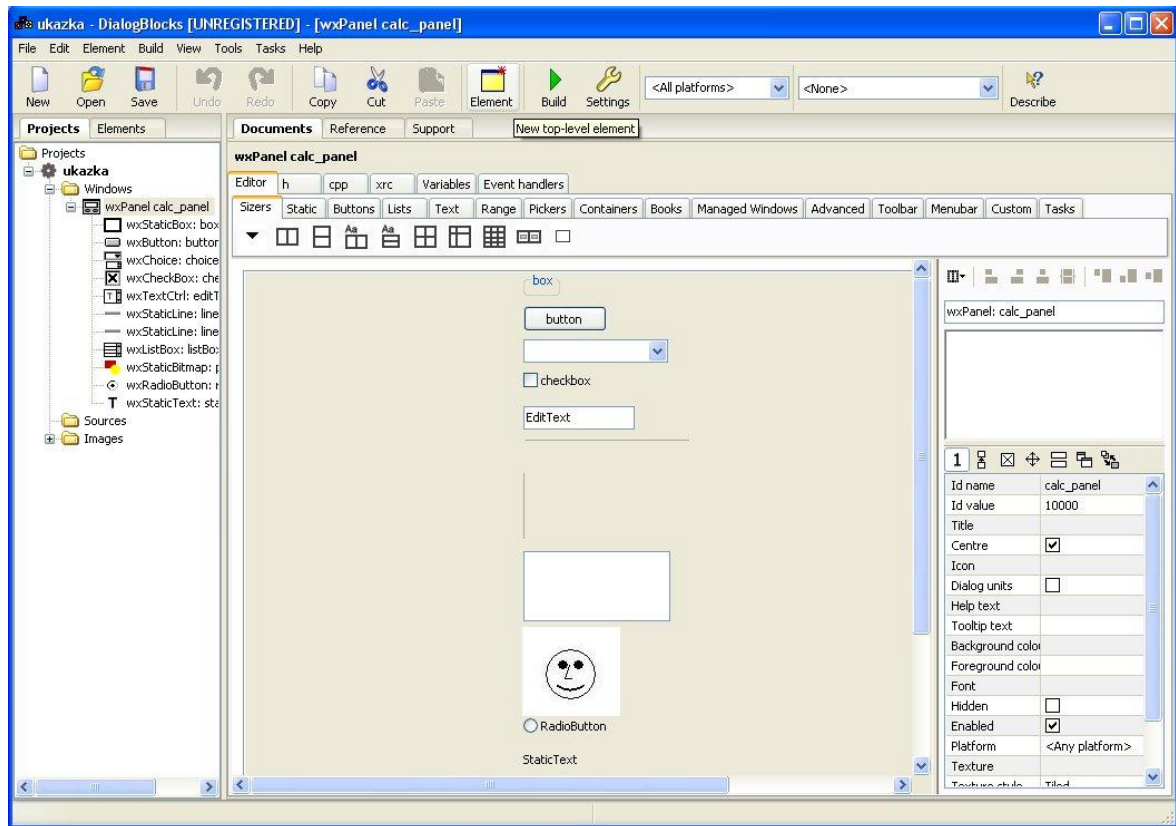 ukazka - DialogBlocks [UNREGISTERED] - [wxPanel calc_panel]
File Edit Element Build View Tools Tasks Help
New Open Save Undo Redo Copy Cut Paste Element Build Settings <All platforms> <None> Describe
New top-level element
Projects Elements
Documents Reference Support
Projects
ukazka
Windows
wxPanel calc_panel
wxStaticBox: box
wxButton: button
wxChoice: choice
wxCheckBox: che
wxTextCtrl: editT
wxStaticLine: line
wxStaticLine: line
wxListBox: listBo
wxStaticBitmap: p
wxRadioButton: r
wxStaticText: sta
Sources
Images
wxPanel calc_panel
Editor h cpp xrc Variables Event handlers
Sizers Static Buttons Lists Text Range Pickers Containers Books Managed Windows Advanced Toolbar Menubar Custom Tasks
Aa Aa
box
button
checkbox
EditText
RadioButton
StaticText
wxPanel: calc_panel
1
Id name calc_panel
Id value 10000
Title
Centre
Icon
Dialog units
Help text
Tooltip text
Background colo
Foreground colo
Font
Hidden
Enabled
Platform <Any platform>
Texture
Texture style Tiled